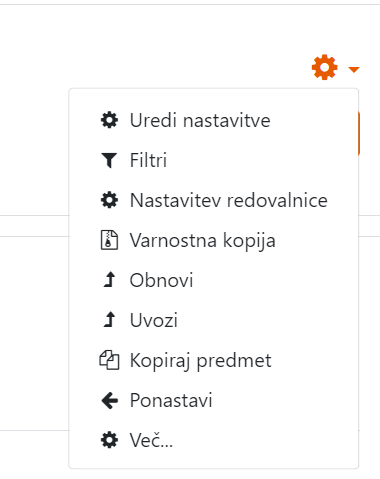 Uredi nastavitve
Filtri
Nastavitev redovalnice
Varnostna kopija
Obnovi
Uvozi
Kopiraj predmet
Ponastavi
Več...